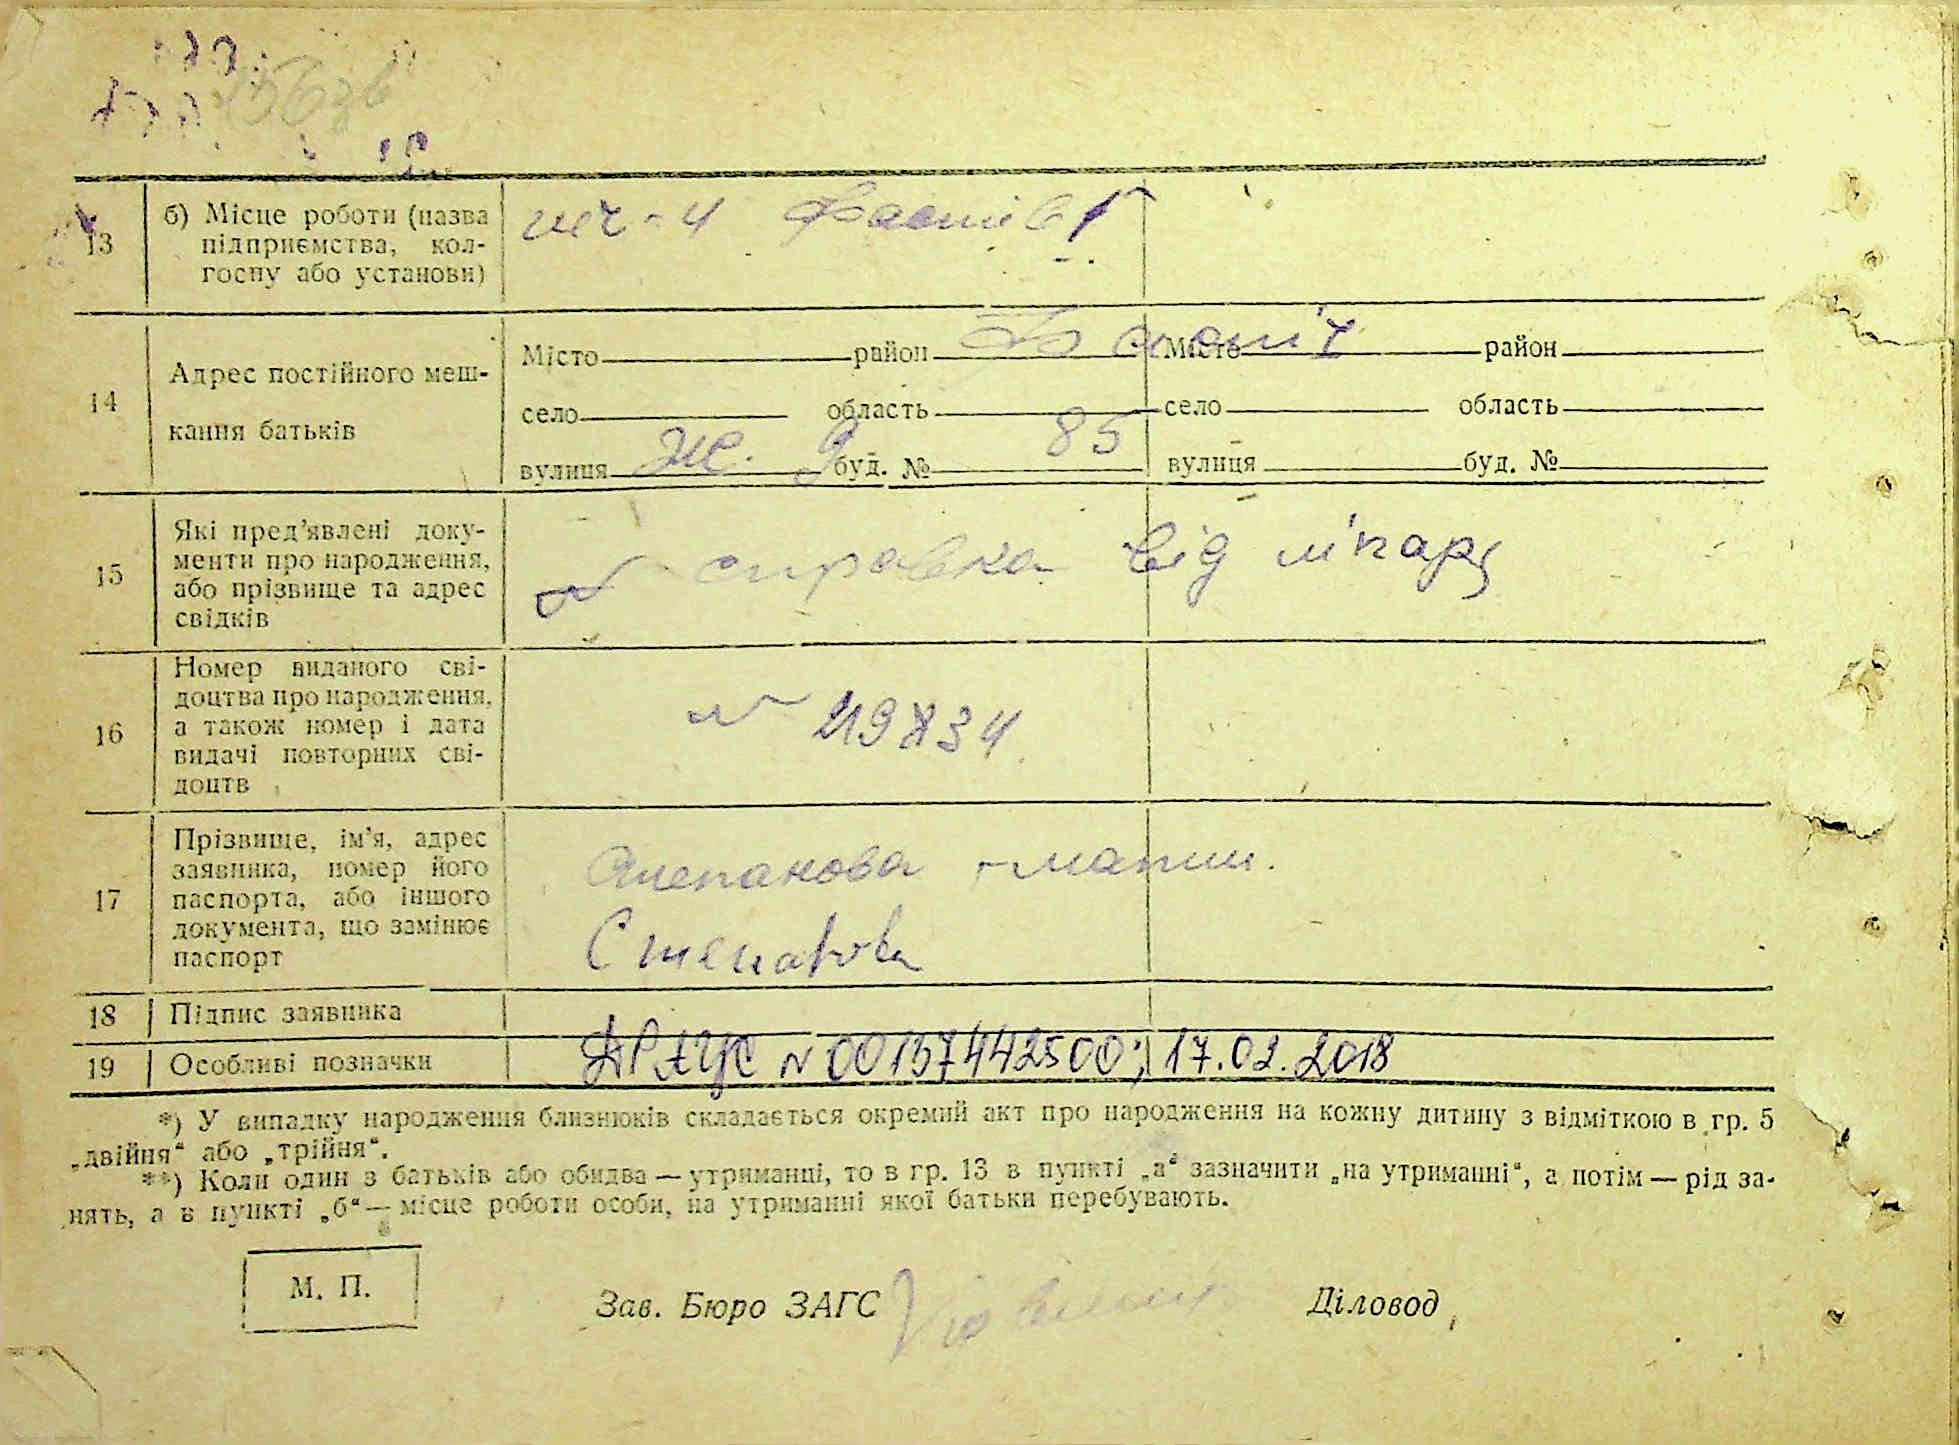 13
б) Місце роботи (назва
підприємства, кол-
госпу або установи)
Фастів
14
Адрес постійного меш-
кання батьків
Місто район Місто район
село область село область
вулиця буд. № 85 вулиця буд. №
15
Які пред'явлені доку-
менти про народження,
або прізвище та адрес
свідків
справка від лікаря
16
Номер виданого сві-
доцтва про народження,
а також номер і дата
видачі повторних сві-
доцтв
17
Прізвище, ім'я, адрес
заявника, номер його
паспорта, або іншого
документа, що замінює
паспорт
Степанова - мати.
Степанова
18 Підпис заявника
19 Особливі позначки ДРАЦС N 00137442500; 17.02.2018
*) У випадку народження близнюків складається окремий акт про народження на кожну дитину з відміткою в гр. 5
„двійня“ або „трійня“.
**) Коли один з батьків або обидва — утриманці, то в гр. 13 в пункті „а“ зазначити „на утриманні“, а потім — рід за-
нять, а в пункті „б“ — місце роботи особи, на утриманні якої батьки перебувають.
М. П.
Зав. Бюро ЗАГС Діловод